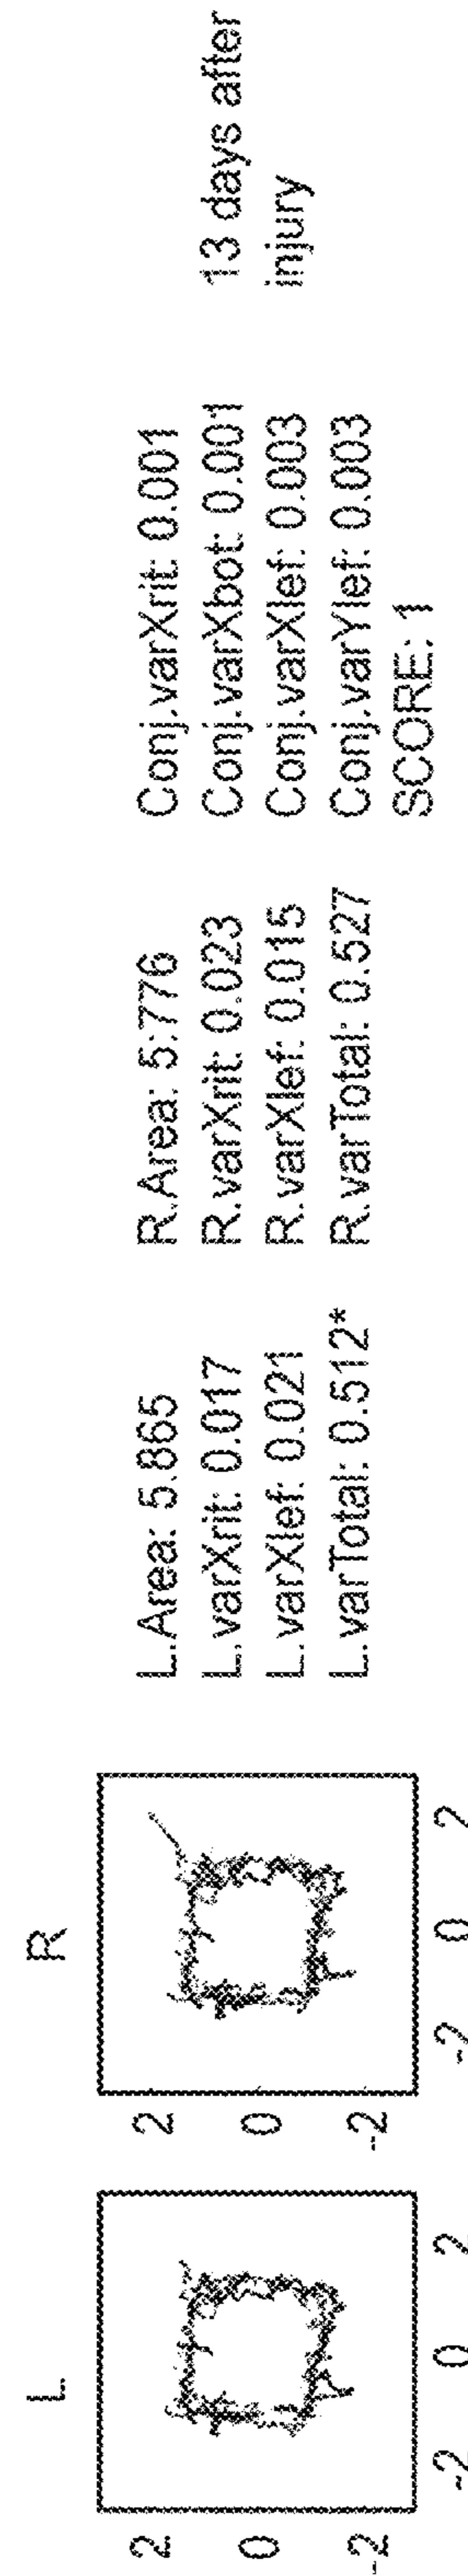 L
2
0
-2
-2 0 2
R
2
0
-2
-2 0 2
L.Area: 5.865
L.varXrit: 0.017
L.varXlef: 0.021
L.varTotal: 0.512*
R.Area: 5.776
R.varXrit: 0.023
R.varXlef: 0.015
R.varTotal: 0.527
Conj.varXrit: 0.001
Conj.varXbot: 0.001
Conj.varXlef: 0.003
Conj.varYlef: 0.003
SCORE: 1
13 days after
injury